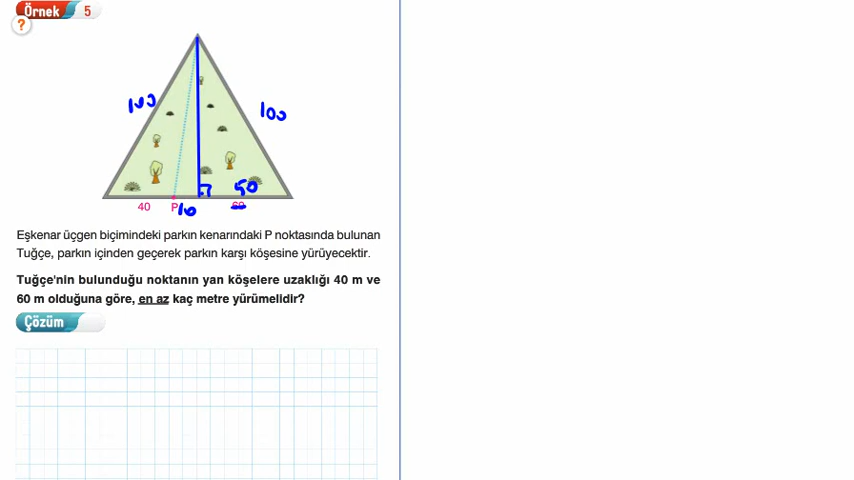 Örnek 5
?
100
100
50
40 P 10 60
Eşkenar üçgen biçimindeki parkın kenarındaki P noktasında bulunan
Tuğçe, parkın içinden geçerek parkın karşı köşesine yürüyecektir.
Tuğçe'nin bulunduğu noktanın yan köşelere uzaklığı 40 m ve
60 m olduğuna göre, en az kaç metre yürümelidir?
Çözüm